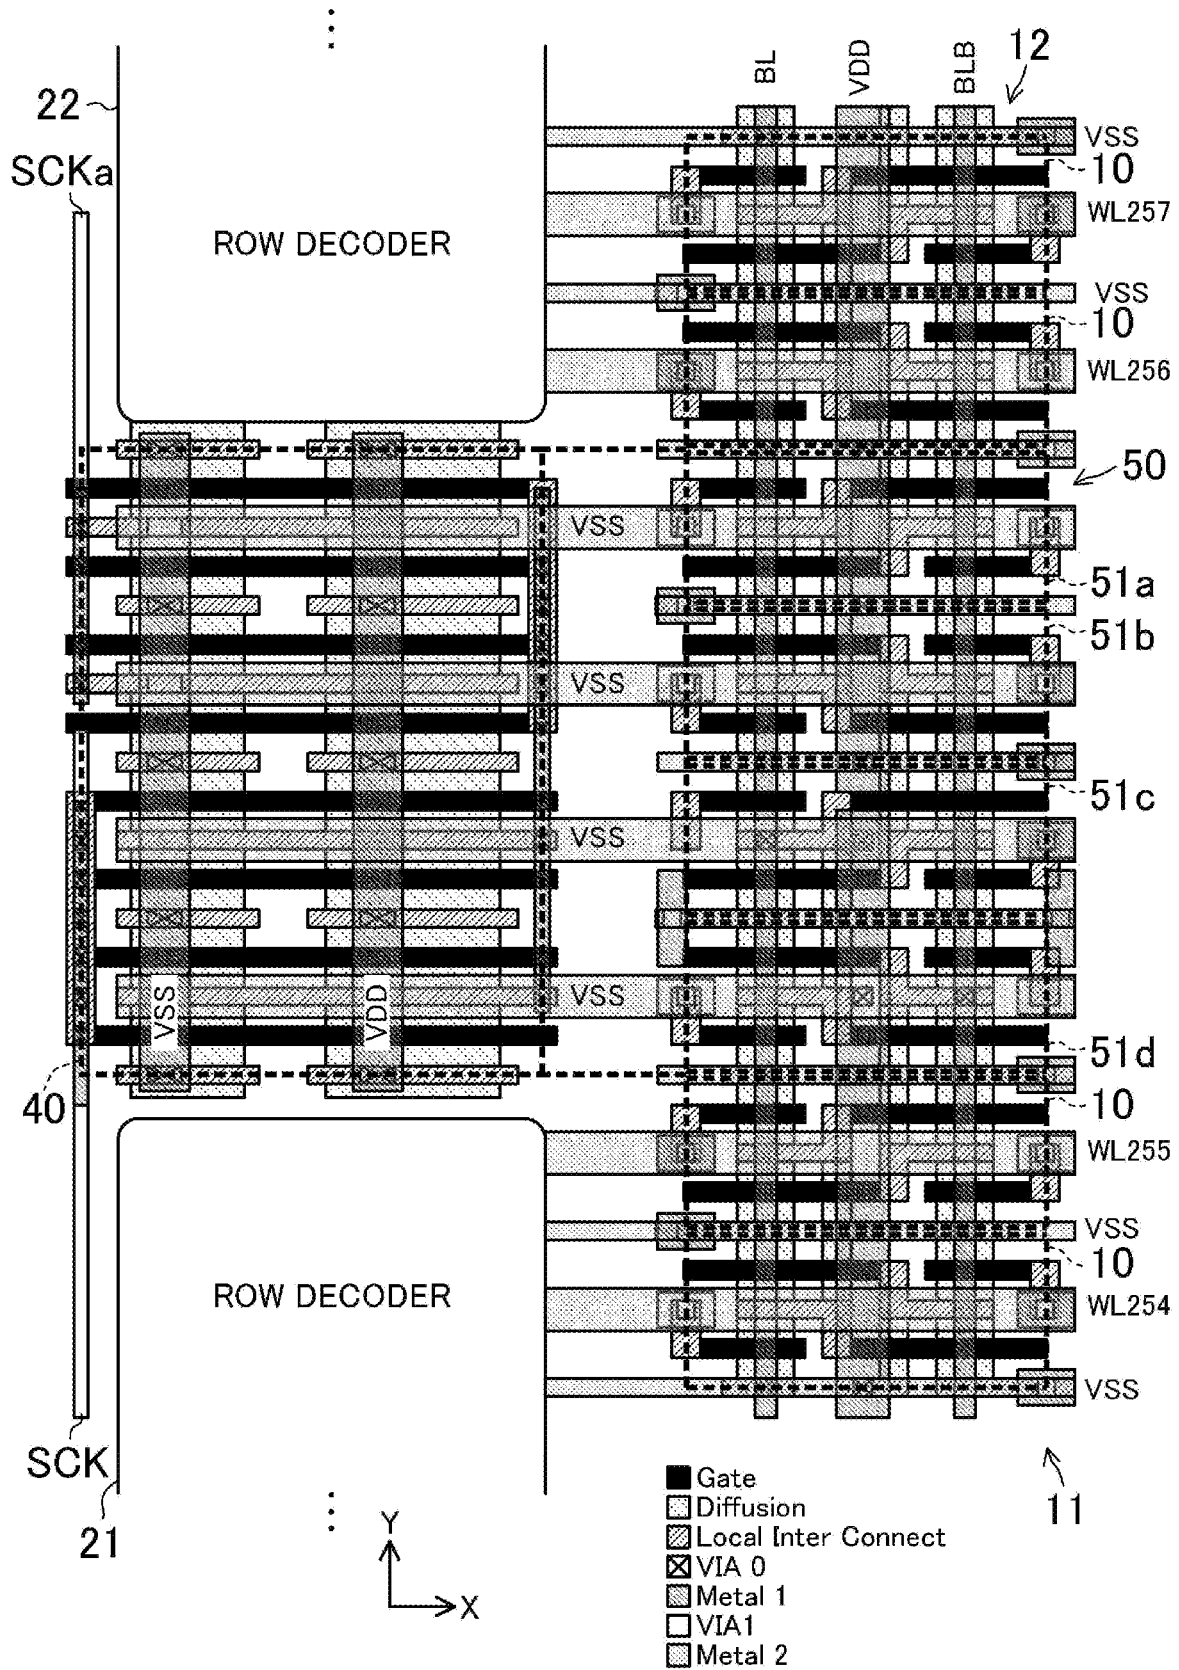 BL
VDD
BLB
12
22
VSS
10
SCKa
ROW DECODER
WL257
VSS
10
WL256
50
VSS
51a
51b
VSS
51c
VSS
VSS
VDD
VSS
51d
40
10
WL255
VSS
10
ROW DECODER
WL254
VSS
SCK
21
11
Y
X
Gate
Diffusion
Local Inter Connect
VIA 0
Metal 1
VIA1
Metal 2